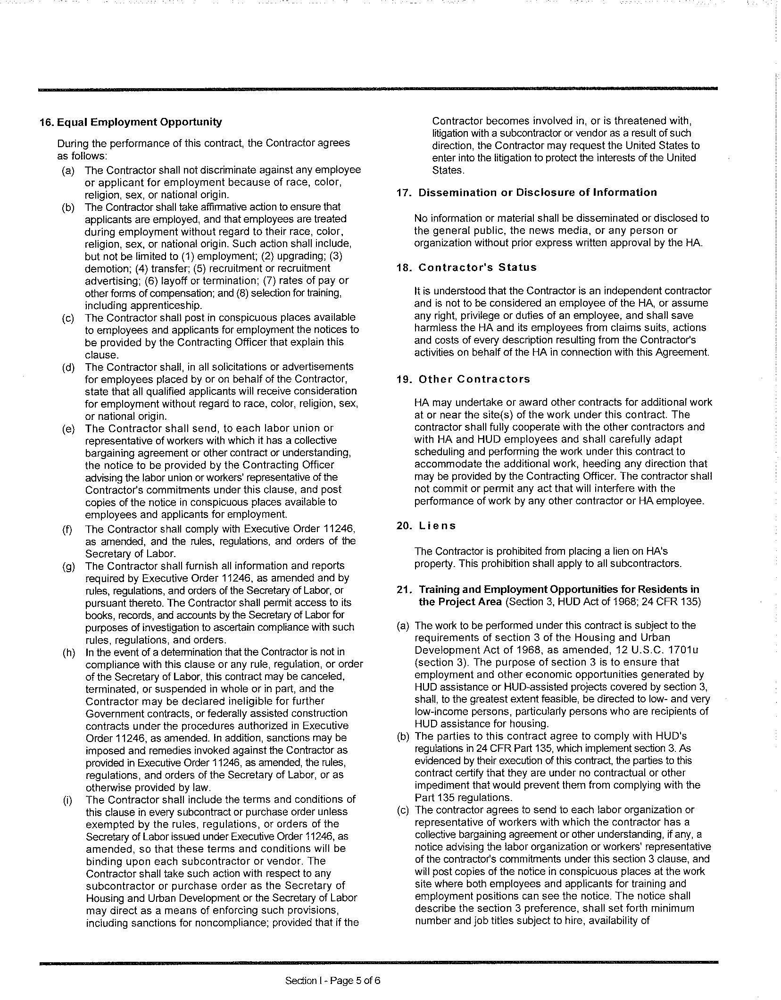 16. Equal Employment Opportunity
During the performance of this contract, the Contractor agrees
as follows:
(a) The Contractor shall not discriminate against any employee
or applicant for employment because of race, color,
religion, sex, or national origin.
(b) The Contractor shall take affirmative action to ensure that
applicants are employed, and that employees are treated
during employment without regard to their race, color,
religion, sex, or national origin. Such action shall include,
but not be limited to (1) employment; (2) upgrading; (3)
demotion; (4) transfer; (5) recruitment or recruitment
advertising; (6) layoff or termination; (7) rates of pay or
other forms of compensation; and (8) selection for training,
including apprenticeship.
(c) The Contractor shall post in conspicuous places available
to employees and applicants for employment the notices to
be provided by the Contracting Officer that explain this
clause.
(d) The Contractor shall, in all solicitations or advertisements
for employees placed by or on behalf of the Contractor,
state that all qualified applicants will receive consideration
for employment without regard to race, color, religion, sex,
or national origin.
(e) The Contractor shall send, to each labor union or
representative of workers with which it has a collective
bargaining agreement or other contract or understanding,
the notice to be provided by the Contracting Officer
advising the labor union or workers' representative of the
Contractor's commitments under this clause, and post
copies of the notice in conspicuous places available to
employees and applicants for employment.
(f) The Contractor shall comply with Executive Order 11246,
as amended, and the rules, regulations, and orders of the
Secretary of Labor.
(g) The Contractor shall furnish all information and reports
required by Executive Order 11246, as amended and by
rules, regulations, and orders of the Secretary of Labor, or
pursuant thereto. The Contractor shall permit access to its
books, records, and accounts by the Secretary of Labor for
purposes of investigation to ascertain compliance with such
rules, regulations, and orders.
(h) In the event of a determination that the Contractor is not in
compliance with this clause or any rule, regulation, or order
of the Secretary of Labor, this contract may be canceled,
terminated, or suspended in whole or in part, and the
Contractor may be declared ineligible for further
Government contracts, or federally assisted construction
contracts under the procedures authorized in Executive
Order 11246, as amended. In addition, sanctions may be
imposed and remedies invoked against the Contractor as
provided in Executive Order 11246, as amended, the rules,
regulations, and orders of the Secretary of Labor, or as
otherwise provided by law.
(i) The Contractor shall include the terms and conditions of
this clause in every subcontract or purchase order unless
exempted by the rules, regulations, or orders of the
Secretary of Labor issued under Executive Order 11246, as
amended, so that these terms and conditions will be
binding upon each subcontractor or vendor. The
Contractor shall take such action with respect to any
subcontractor or purchase order as the Secretary of
Housing and Urban Development or the Secretary of Labor
may direct as a means of enforcing such provisions,
including sanctions for noncompliance; provided that if the
Contractor becomes involved in, or is threatened with,
litigation with a subcontractor or vendor as a result of such
direction, the Contractor may request the United States to
enter into the litigation to protect the interests of the United
States.
17. Dissemination or Disclosure of Information
No information or material shall be disseminated or disclosed to
the general public, the news media, or any person or
organization without prior express written approval by the HA.
18. Contractor's Status
It is understood that the Contractor is an independent contractor
and is not to be considered an employee of the HA, or assume
any right, privilege or duties of an employee, and shall save
harmless the HA and its employees from claims suits, actions
and costs of every description resulting from the Contractor's
activities on behalf of the HA in connection with this Agreement.
19. Other Contractors
HA may undertake or award other contracts for additional work
at or near the site(s) of the work under this contract. The
contractor shall fully cooperate with the other contractors and
with HA and HUD employees and shall carefully adapt
scheduling and performing the work under this contract to
accommodate the additional work, heeding any direction that
may be provided by the Contracting Officer. The contractor shall
not commit or permit any act that will interfere with the
performance of work by any other contractor or HA employee.
20. Liens
The Contractor is prohibited from placing a lien on HA's
property. This prohibition shall apply to all subcontractors.
21. Training and Employment Opportunities for Residents in
the Project Area (Section 3, HUD Act of 1968; 24 CFR 135)
(a) The work to be performed under this contract is subject to the
requirements of section 3 of the Housing and Urban
Development Act of 1968, as amended, 12 U.S.C. 1701u
(section 3). The purpose of section 3 is to ensure that
employment and other economic opportunities generated by
HUD assistance or HUD-assisted projects covered by section 3,
shall, to the greatest extent feasible, be directed to low- and very
low-income persons, particularly persons who are recipients of
HUD assistance for housing.
(b) The parties to this contract agree to comply with HUD's
regulations in 24 CFR Part 135, which implement section 3. As
evidenced by their execution of this contract, the parties to this
contract certify that they are under no contractual or other
impediment that would prevent them from complying with the
Part 135 regulations.
(c) The contractor agrees to send to each labor organization or
representative of workers with which the contractor has a
collective bargaining agreement or other understanding, if any, a
notice advising the labor organization or workers' representative
of the contractor's commitments under this section 3 clause, and
will post copies of the notice in conspicuous places at the work
site where both employees and applicants for training and
employment positions can see the notice. The notice shall
describe the section 3 preference, shall set forth minimum
number and job titles subject to hire, availability of
Section I - Page 5 of 6